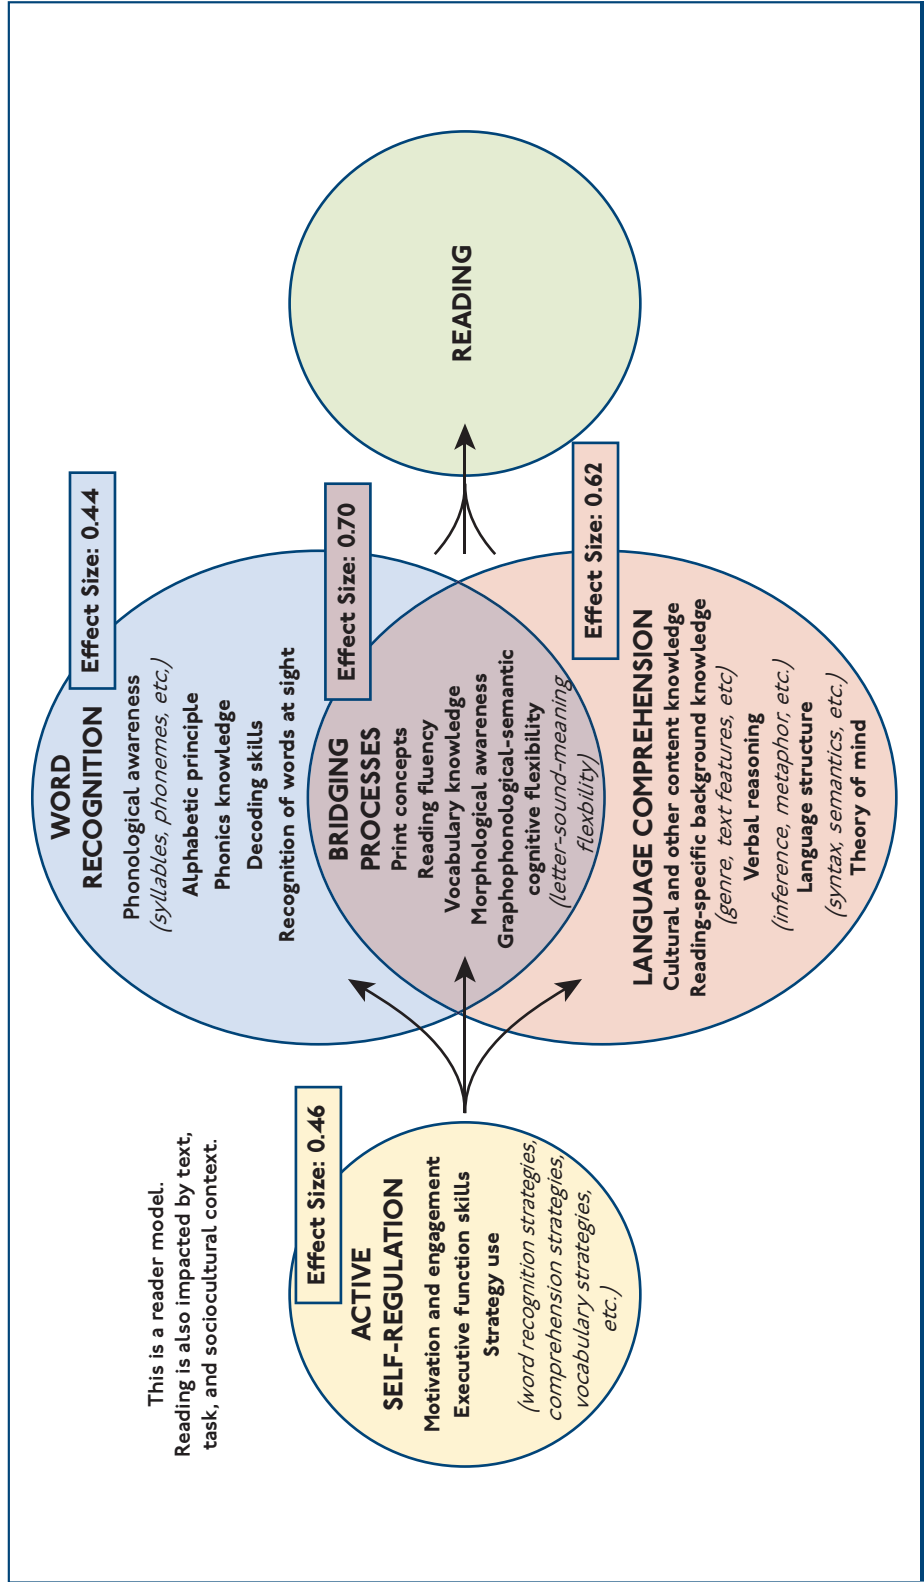 This is a reader model.
Reading is also impacted by text,
task, and sociocultural context.
Effect Size: 0.46
ACTIVE
SELF-REGULATION
Motivation and engagement
Executive function skills
Strategy use
(word recognition strategies,
comprehension strategies,
vocabulary strategies,
etc.)
Effect Size: 0.44
WORD
RECOGNITION
Phonological awareness
(syllables, phonemes, etc,)
Alphabetic principle
Phonics knowledge
Decoding skills
Recognition of words at sight
Effect Size: 0.70
BRIDGING
PROCESSES
Print concepts
Reading fluency
Vocabulary knowledge
Morphological awareness
Graphophonological-semantic
cognitive flexibility
(letter-sound-meaning
flexbility)
Effect Size: 0.62
LANGUAGE COMPREHENSION
Cultural and other content knowledge
Reading-specific background knowledge
(genre, text features, etc)
Verbal reasoning
(inference, metaphor, etc.)
Language structure
(syntax, semantics, etc.)
Theory of mind
READING